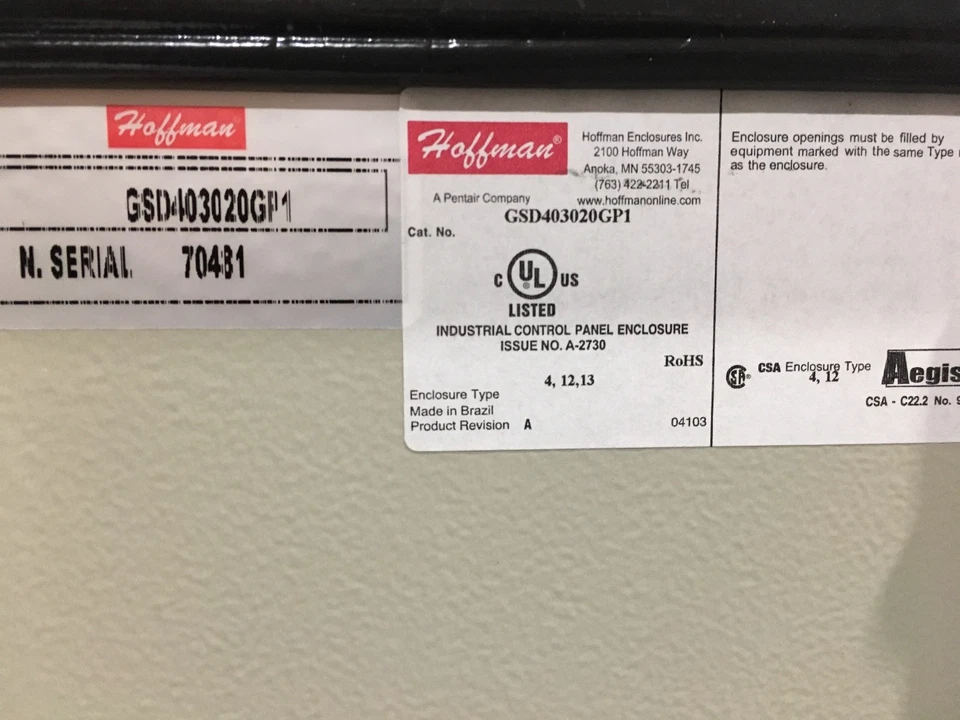 Hoffman
GSD403020GP1
N. SERIAL 70481
Hoffman®
Hoffman Enclosures Inc.
2100 Hoffman Way
Anoka, MN 55303-1745
(763) 422-2211 Tel
www.hoffmanonline.com
A Pentair Company
GSD403020GP1
Cat. No.
C UL US
LISTED
INDUSTRIAL CONTROL PANEL ENCLOSURE
ISSUE NO. A-2730
RoHS
4, 12,13
Enclosure Type
Made in Brazil
Product Revision A
04103
Enclosure openings must be filled by
equipment marked with the same Type
as the enclosure.
SA® CSA Enclosure Type
4, 12
Aegis
CSA - C22.2 No.